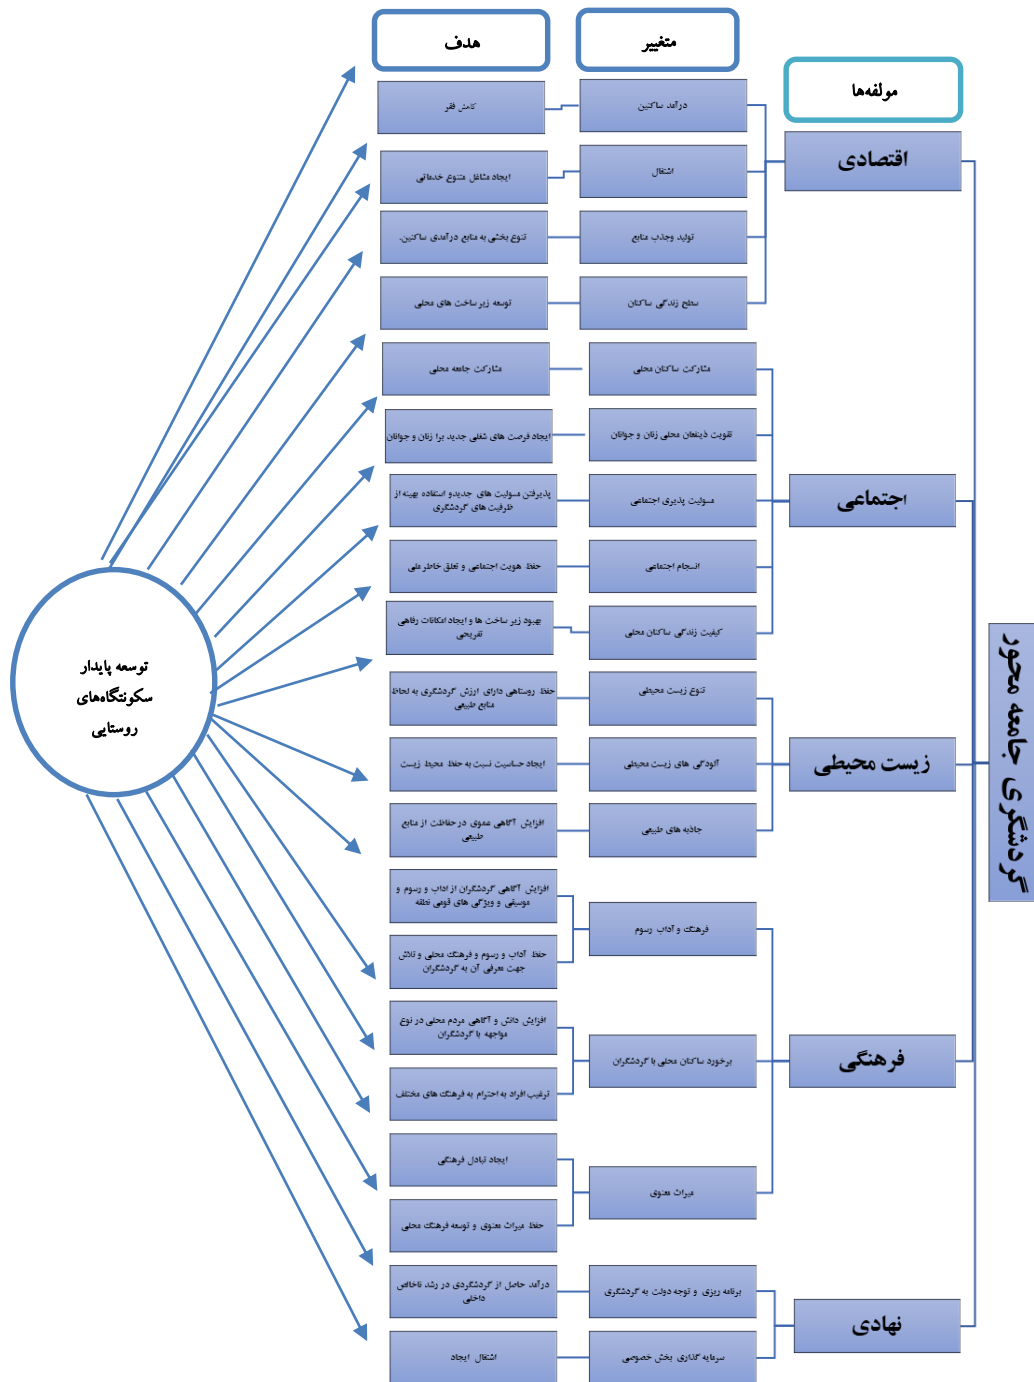 مولفه‌ها
متغییر
هدف
گردشگری جامعه محور
اقتصادی
درآمد ساکنین
کاهش فقر
اشتغال
ایجاد مشاغل متنوع خدماتی
تولید وجذب منابع
تنوع بخشی به منابع درآمدی ساکنین.
سطح زندگی ساکنان
توسعه زیر ساخت های محلی
اجتماعی
مشارکت ساکنان محلی
مشارکت جامعه محلی
تقویت ذینفعان محلی زنان و جوانان
ایجاد فرصت های شغلی جدید برا زنان و جوانان
مسولیت پذیری اجتماعی
پذیرفتن مسولیت های جدیدو استفاده بهینه از
ظرفیت های گردشگری
انسجام اجتماعی
حفظ هویت اجتماعی و تعلق خاطر ملی
کیفیت زندگی ساکنان محلی
بهبود زیر ساخت ها و ایجاد امکانات رفاهی
تفریحی
زیست محیطی
تنوع زیست محیطی
حفظ روستاهی دارای ارزش گردشگری به لحاظ
منابع طبیعی
آلودگی های زیست محیطی
ایجاد حساسیت نسبت به حفظ محیط زیست
جاذبه های طبیعی
افزایش آگاهی عموی در حفاظت از منابع
طبیعی
فرهنگی
فرهنگ و آداب رسوم
افزایش آگاهی گردشگران از اداب و رسوم و
موسیقی و ویژگی های قومی نطقه
حفظ آداب و رسوم و فرهنگ محلی و تلاش
جهت معرفی آن به گردشگران
برخورد ساکنان محلی با گردشگران
افزایش دانش و آگاهی مردم محلی در نوع
مواجهه با گردشگران
ترغیب افراد به احترام به فرهنگ های مختلف
میراث معنوی
ایجاد تبادل فرهنگی
حفظ میراث معنوی و توسعه فرهنگ محلی
نهادی
برنامه ریزی و توجه دولت به گردشگری
درآمد حاصل از گردشگردی در رشد ناخالص
داخلی
سرمایه گذاری بخش خصوصی
اشتغال ایجاد
توسعه پایدار
سکونتگاه‌های
روستایی